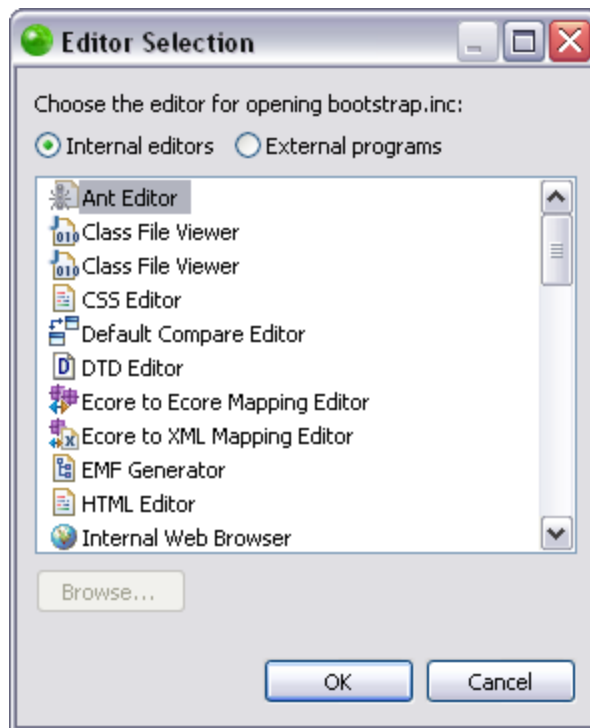 Editor Selection
Choose the editor for opening bootstrap.inc:
Internal editors External programs
Ant Editor
Class File Viewer
Class File Viewer
CSS Editor
Default Compare Editor
DTD Editor
Ecore to Ecore Mapping Editor
Ecore to XML Mapping Editor
EMF Generator
HTML Editor
Internal Web Browser
Browse...
OK Cancel